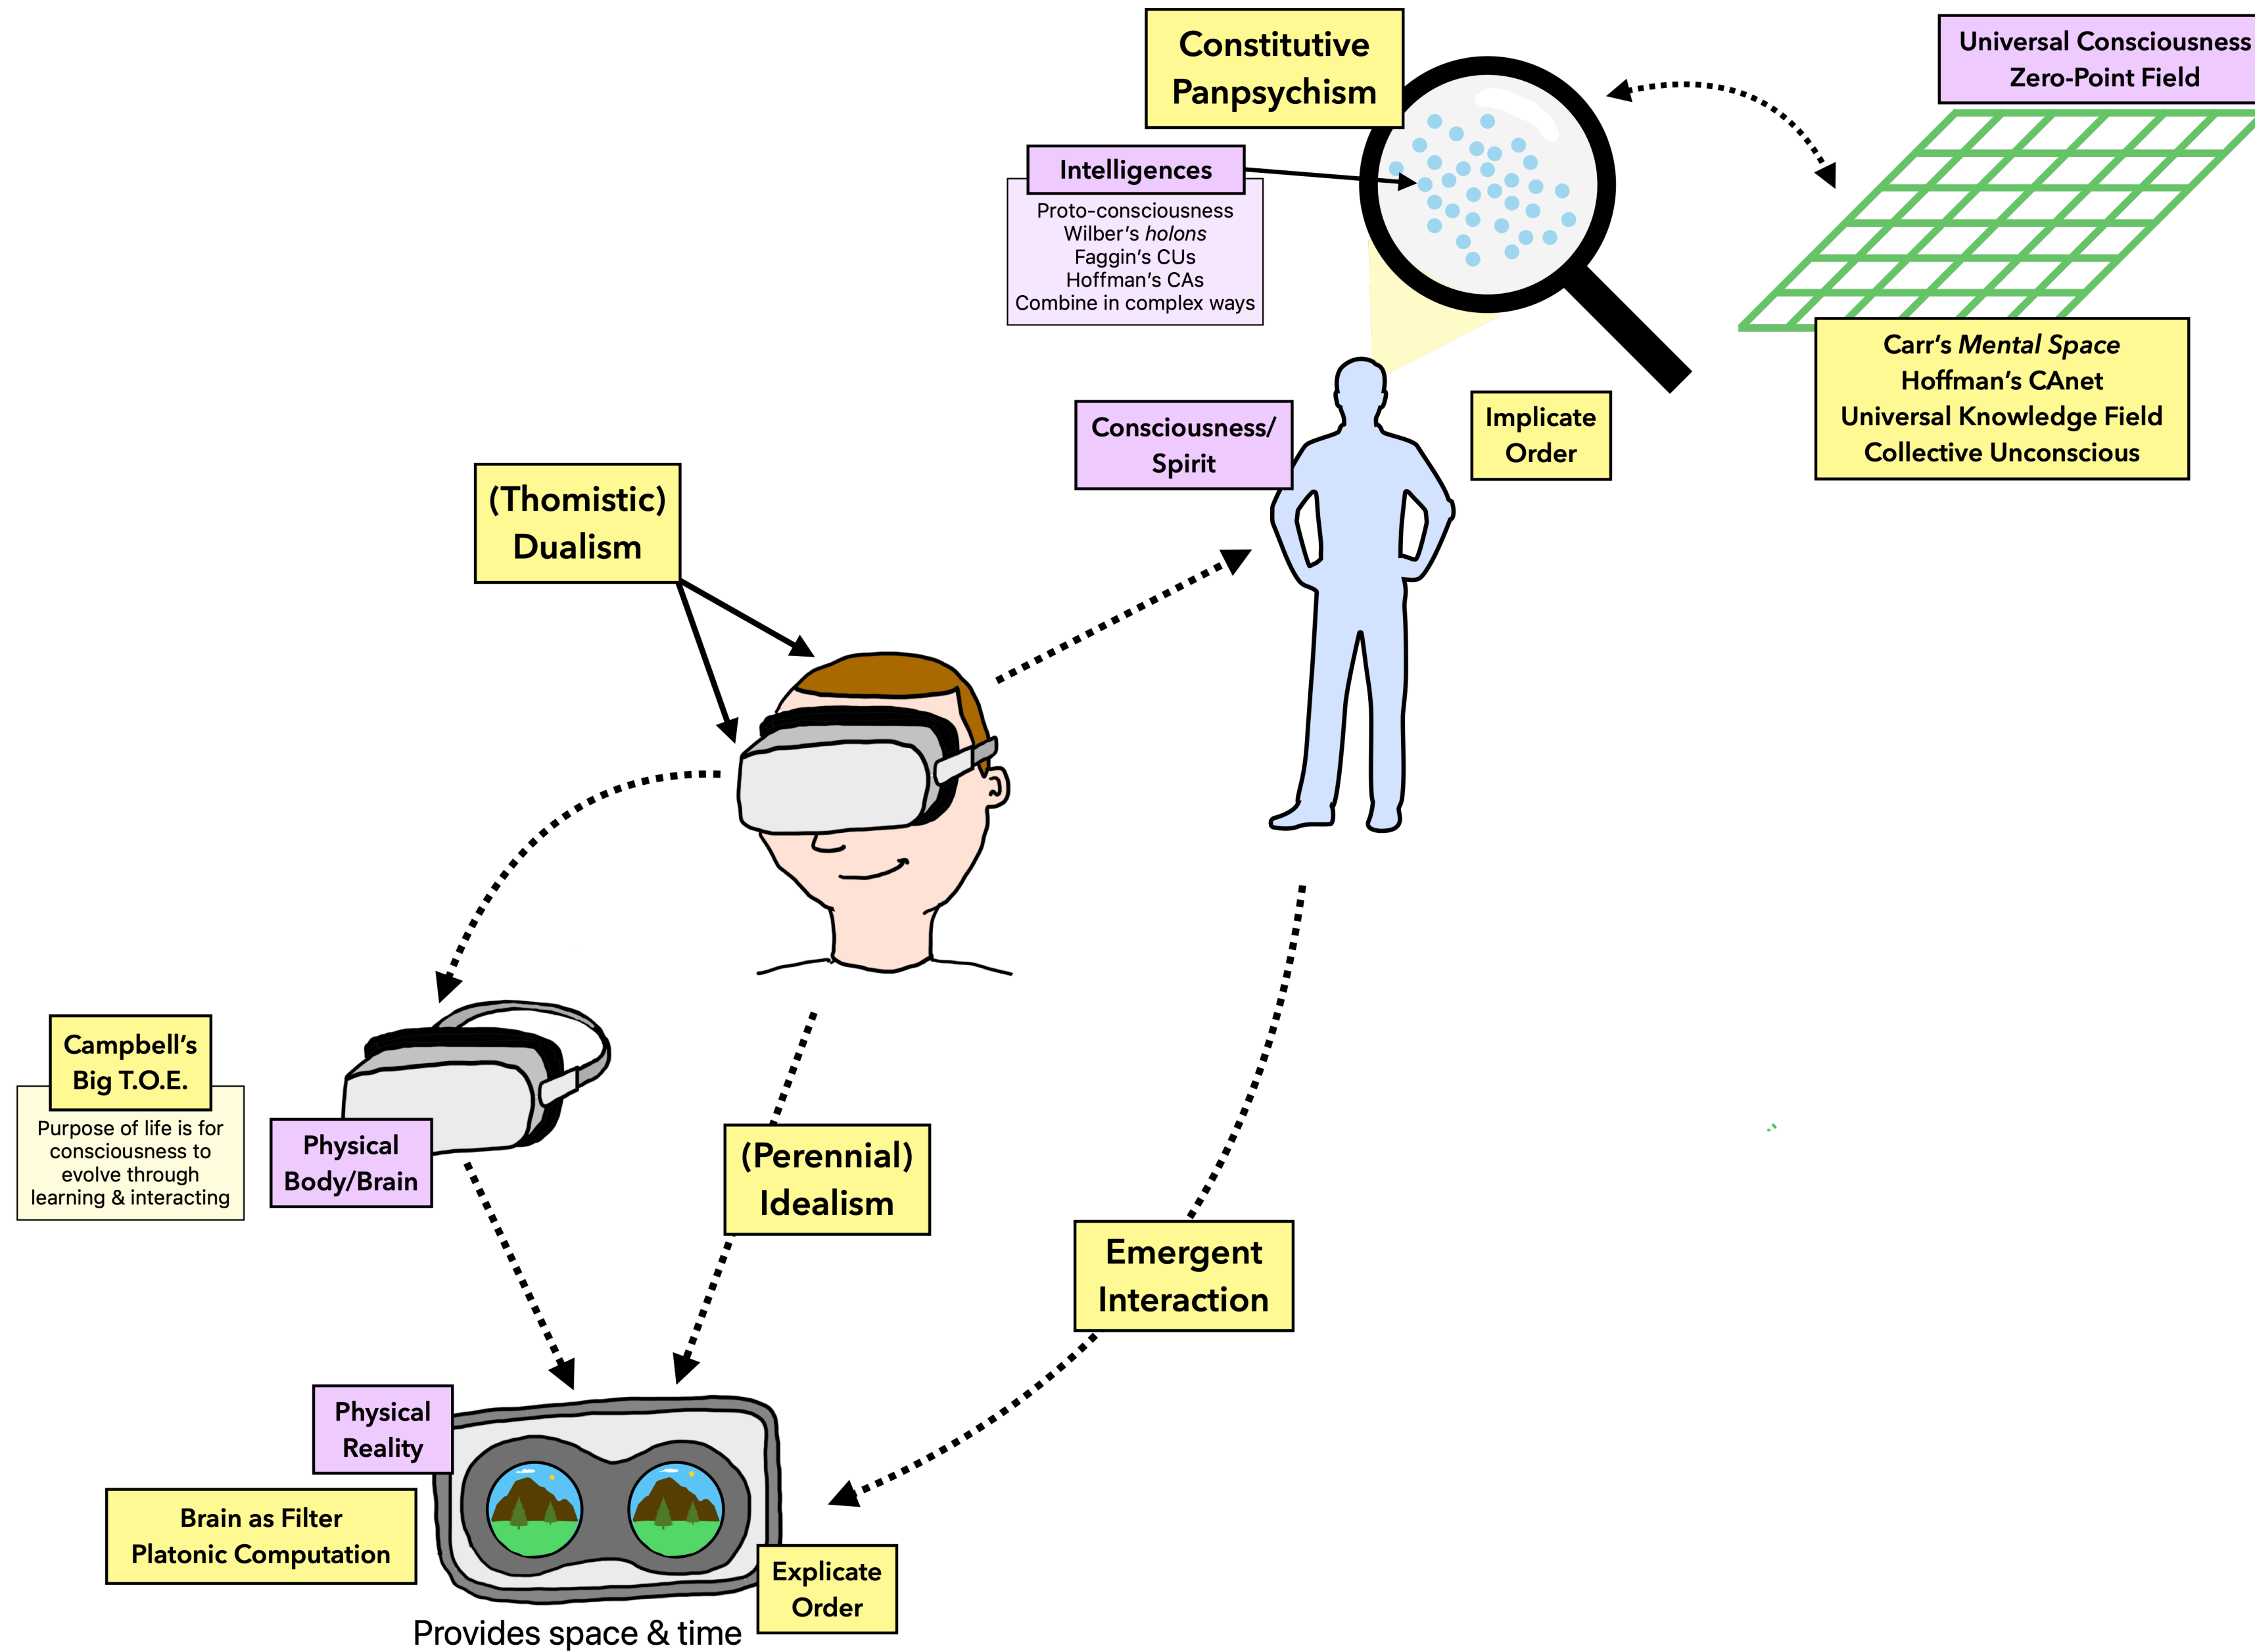 Constitutive
Panpsychism
Universal Consciousness
Zero-Point Field
Intelligences
Proto-consciousness
Wilber's holons
Faggin's CUs
Hoffman's CAs
Combine in complex ways
Carr's Mental Space
Hoffman's CAnet
Universal Knowledge Field
Collective Unconscious
Consciousness/
Spirit
Implicate
Order
(Thomistic)
Dualism
Campbell's
Big T.O.E.
Purpose of life is for
consciousness to
evolve through
learning & interacting
Physical
Body/Brain
(Perennial)
Idealism
Emergent
Interaction
Physical
Reality
Brain as Filter
Platonic Computation
Explicate
Order
Provides space & time